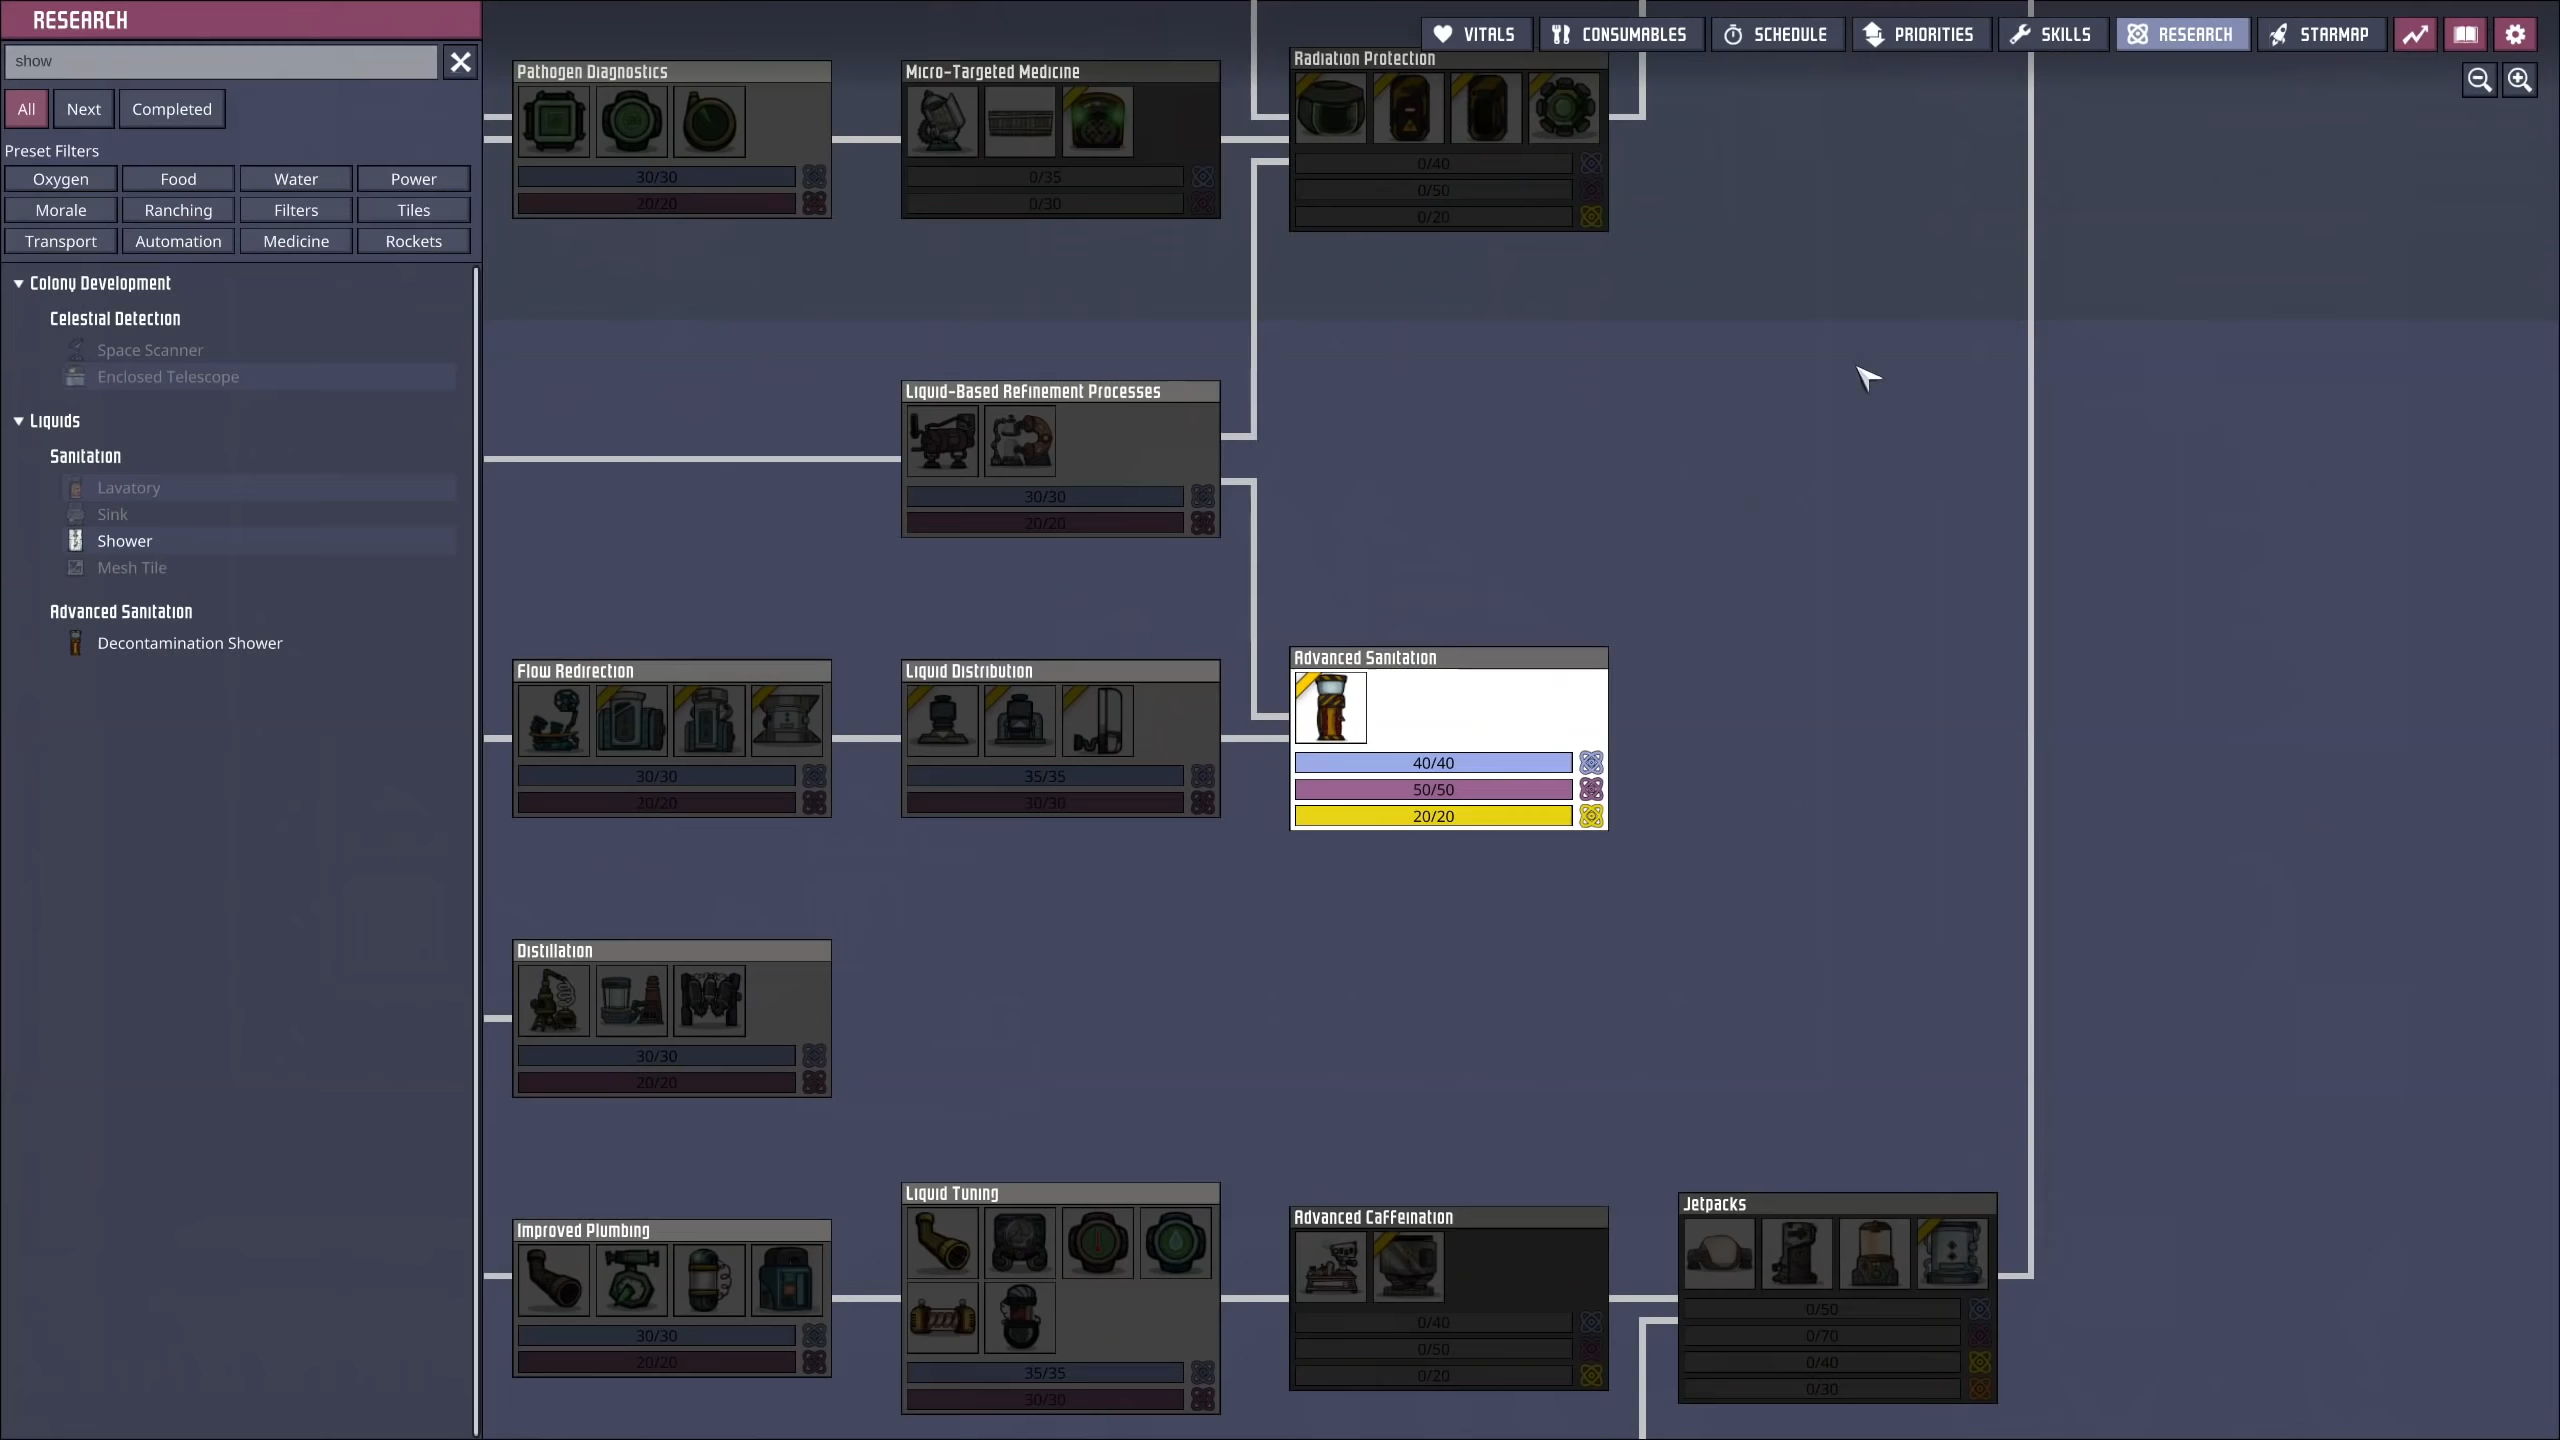 RESEARCH
VITALS
CONSUMABLES
SCHEDULE
PRIORITIES
SKILLS
RESEARCH
STARMAP
show
All
Next
Completed
Preset Filters
Oxygen
Food
Water
Power
Morale
Ranching
Filters
Tiles
Transport
Automation
Medicine
Rockets
Colony Development
Celestial Detection
Space Scanner
Enclosed Telescope
Liquids
Sanitation
Lavatory
Sink
Shower
Mesh Tile
Advanced Sanitation
Decontamination Shower
Pathogen Diagnostics
30/30
20/20
Micro-Targeted Medicine
0/35
0/30
Radiation Protection
0/40
0/50
0/20
Liquid-Based Refinement Processes
30/30
20/20
Flow Redirection
30/30
20/20
Liquid Distribution
35/35
30/30
Advanced Sanitation
40/40
50/50
20/20
Distillation
30/30
20/20
Improved Plumbing
30/30
20/20
Liquid Tuning
35/35
30/30
Advanced Caffeination
0/40
0/50
0/20
Jetpacks
0/50
0/70
0/40
0/30